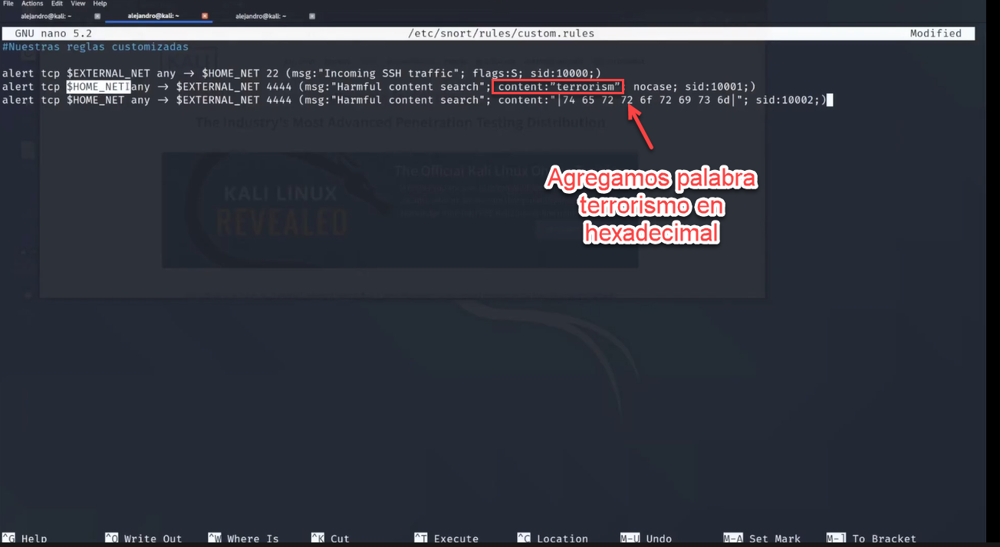 File Actions Edit View Help
alejandro@kali: ~ alejandro@kali: ~ alejandro@kali: ~
GNU nano 5.2 /etc/snort/rules/custom.rules Modified
#Nuestras reglas customizadas
alert tcp $EXTERNAL_NET any → $HOME_NET 22 (msg:"Incoming SSH traffic"; flags:S; sid:10000;)
alert tcp $HOME_NET any → $EXTERNAL_NET 4444 (msg:"Harmful content search"; content:"terrorism"; nocase; sid:10001;)
alert tcp $HOME_NET any → $EXTERNAL_NET 4444 (msg:"Harmful content search"; content:"|74 65 72 72 6f 72 69 73 6d|"; sid:10002;)
KALI
The Industry's Most Advanced Penetration Testing Distribution
The Official Kali Linux
KALI LINUX
REVEALED
Agregamos palabra
terrorismo en
hexadecimal
^G Help ^O Write Out ^W Where Is ^K Cut ^T Execute ^C Location M-U Undo M-A Set Mark M-] To Bracket